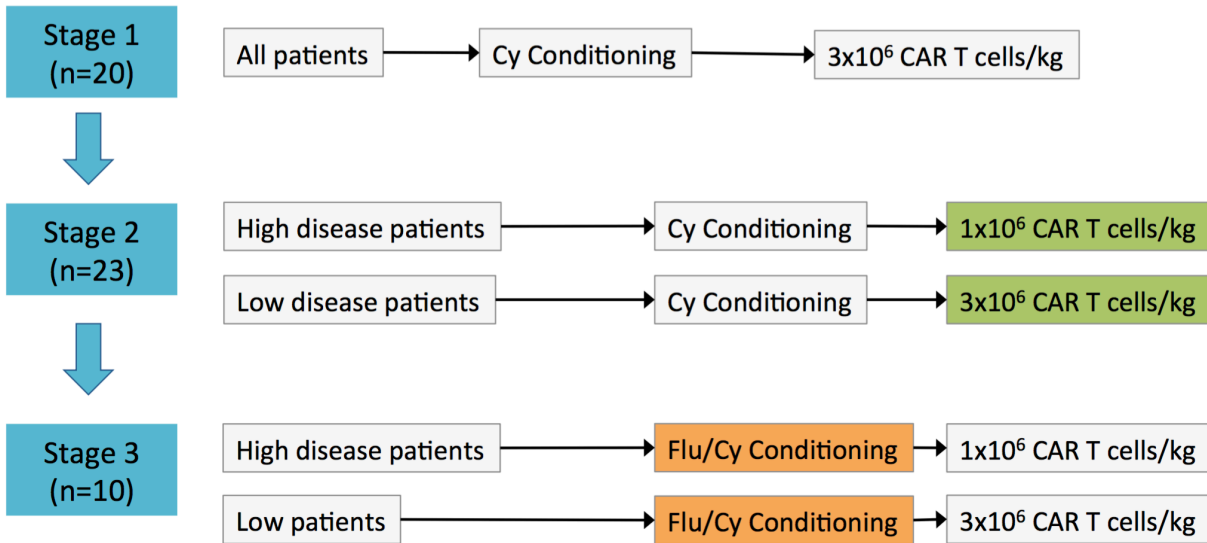 Stage 1
(n=20)
All patients
Cy Conditioning
3x10⁶ CAR T cells/kg
Stage 2
(n=23)
High disease patients
Cy Conditioning
1x10⁶ CAR T cells/kg
Low disease patients
Cy Conditioning
3x10⁶ CAR T cells/kg
Stage 3
(n=10)
High disease patients
Flu/Cy Conditioning
1x10⁶ CAR T cells/kg
Low patients
Flu/Cy Conditioning
3x10⁶ CAR T cells/kg